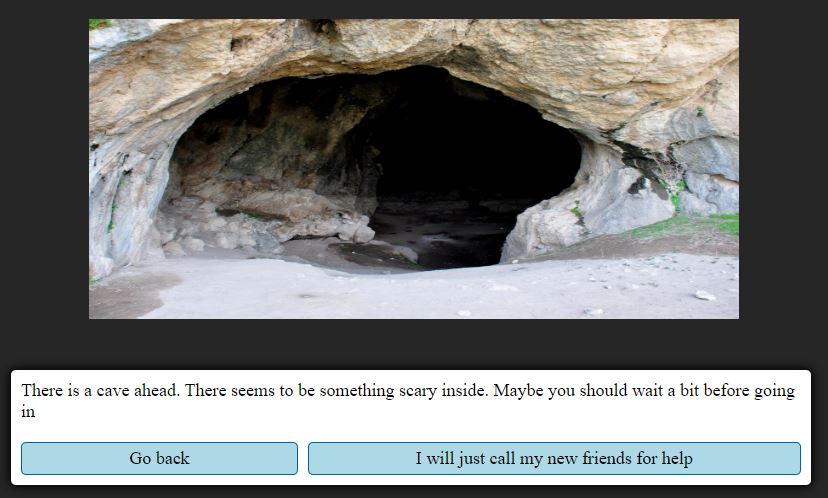 There is a cave ahead. There seems to be something scary inside. Maybe you should wait a bit before going
in
Go back
I will just call my new friends for help